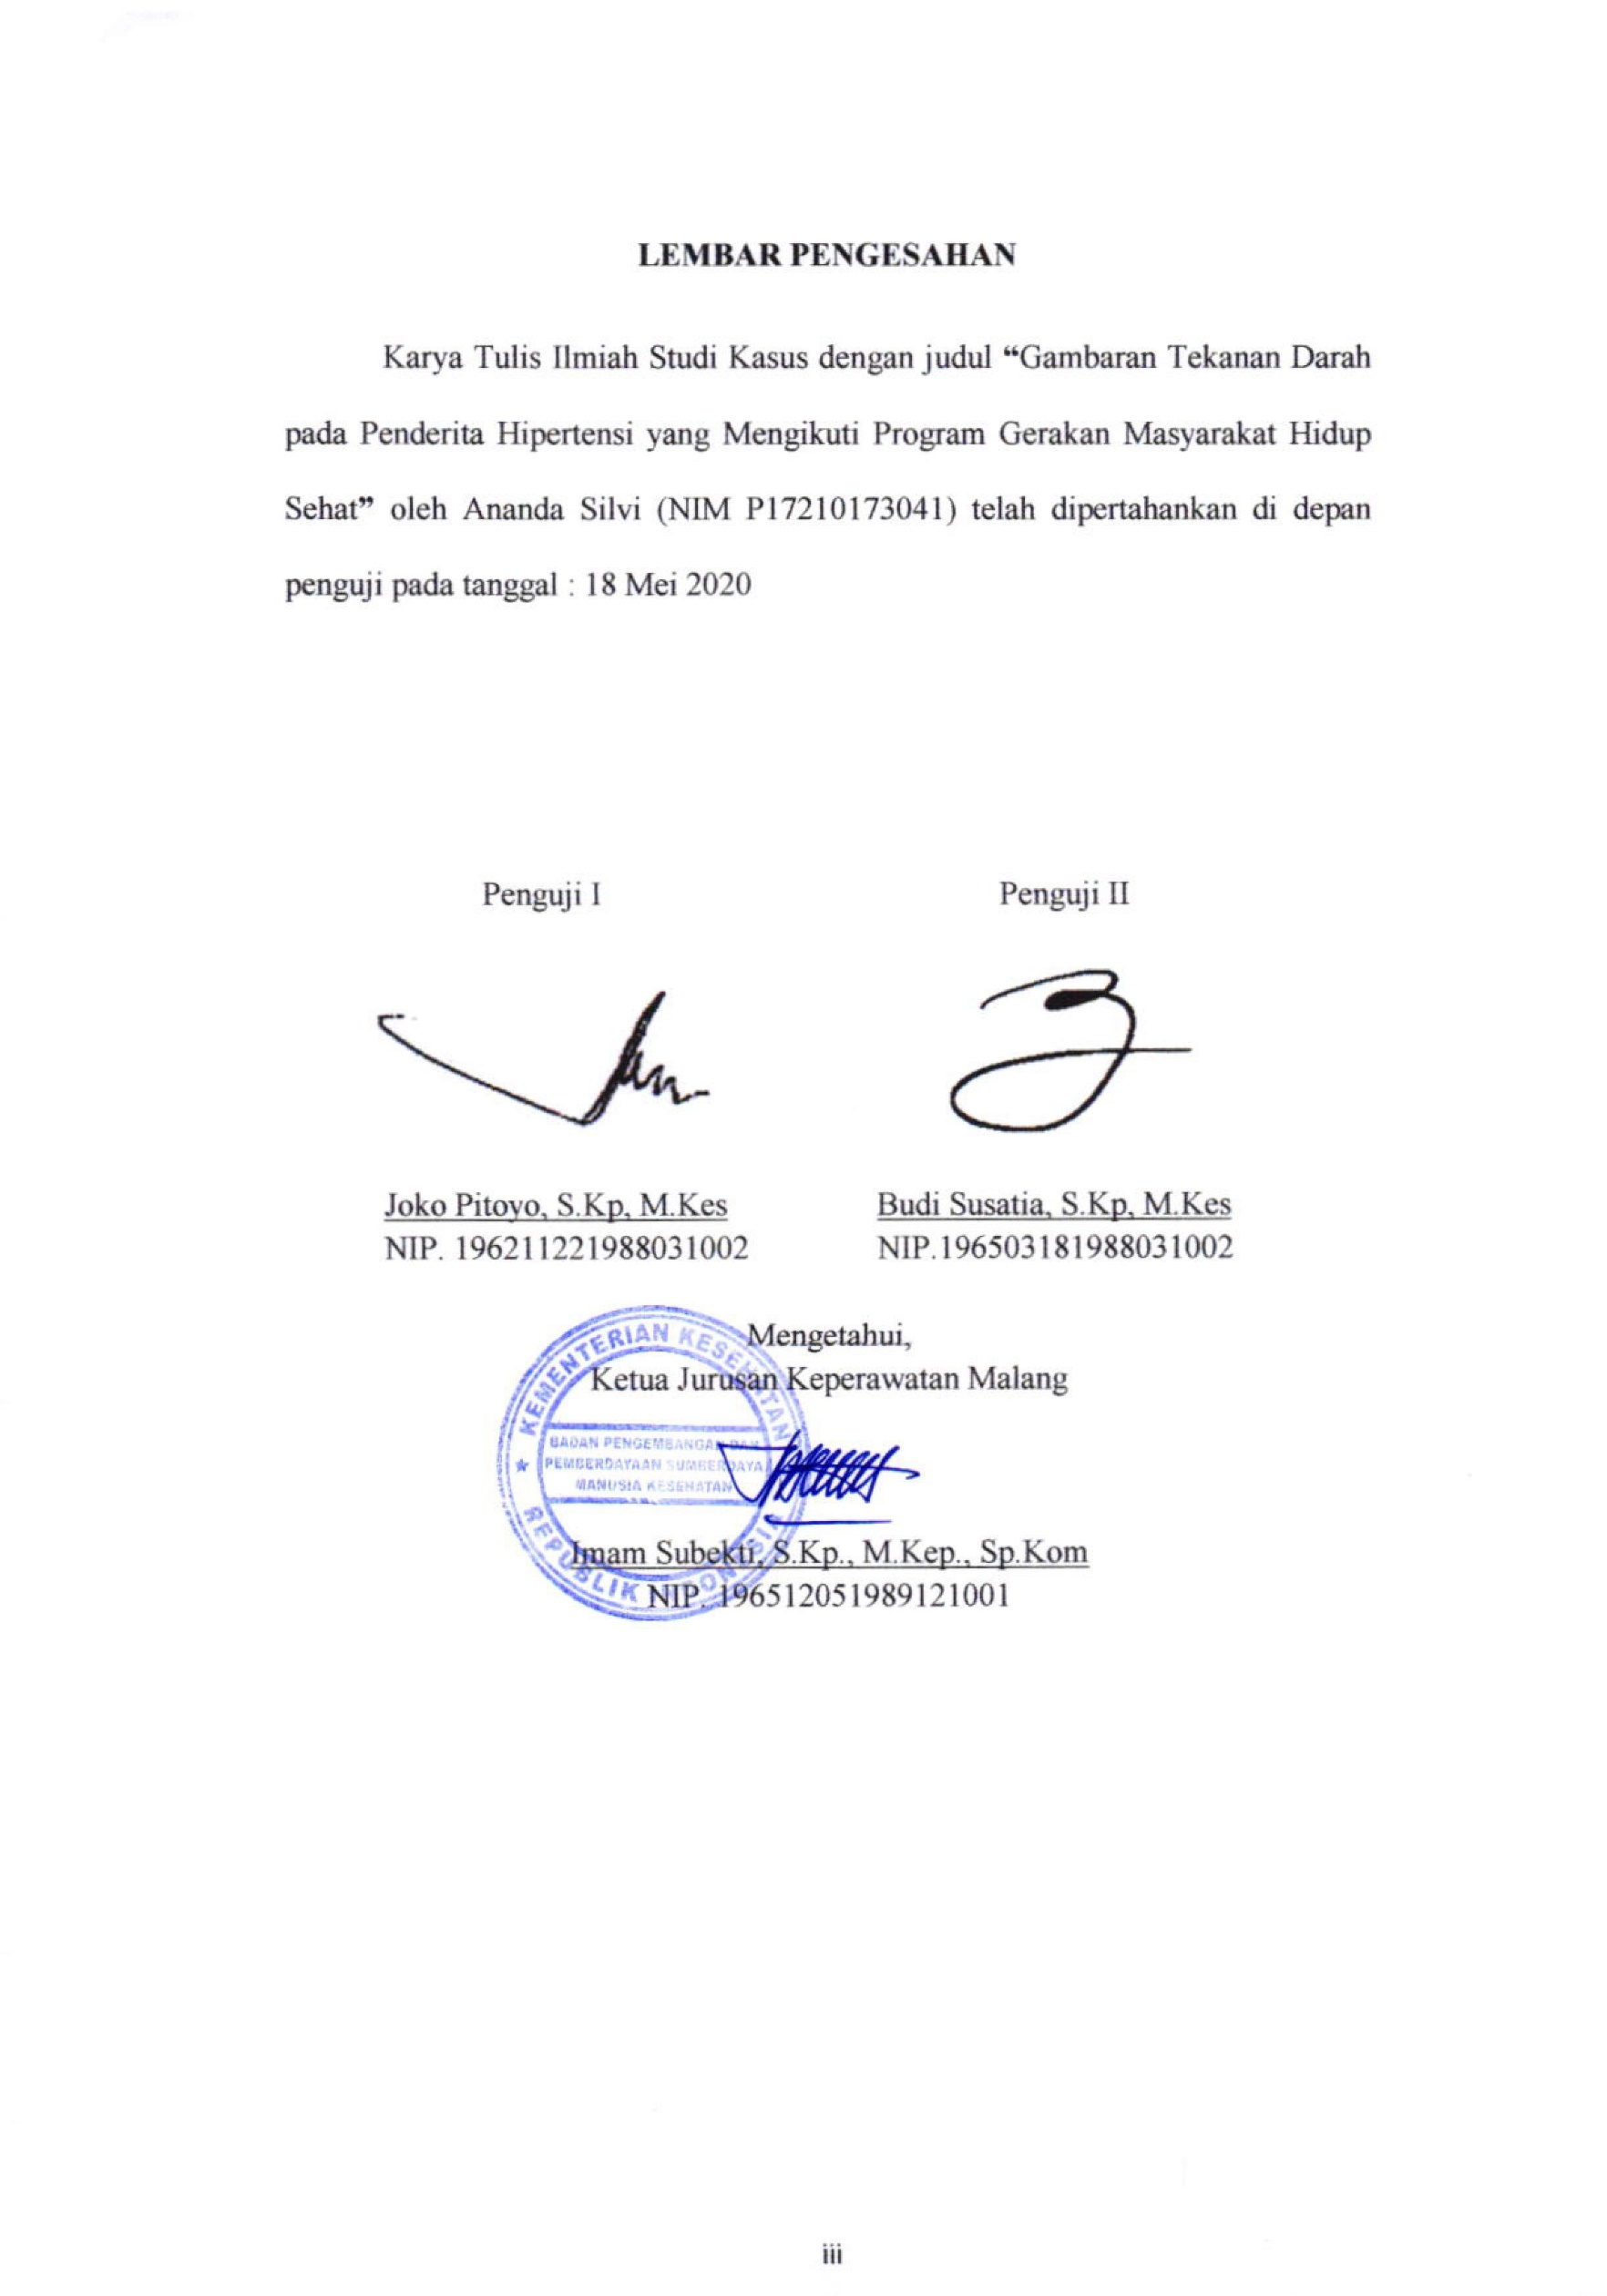 LEMBAR PENGESAHAN
Karya Tulis Ilmiah Studi Kasus dengan judul “Gambaran Tekanan Darah
pada Penderita Hipertensi yang Mengikuti Program Gerakan Masyarakat Hidup
Sehat” oleh Ananda Silvi (NIM P17210173041) telah dipertahankan di depan
penguji pada tanggal : 18 Mei 2020
Penguji I
Penguji II
Joko Pitoyo, S.Kp, M.Kes
NIP. 196211221988031002
Budi Susatia, S.Kp, M.Kes
NIP.196503181988031002
Mengetahui,
Ketua Jurusan Keperawatan Malang
KEMENTERIAN KESEHATAN
BADAN PENGEMBANGAN DAN
PEMBERDAYAAN SUMBERDAYA
MANUSIA KESEHATAN
REPUBLIK INDONESIA
Imam Subekti, S.Kp., M.Kep., Sp.Kom
NIP. 196512051989121001
iii